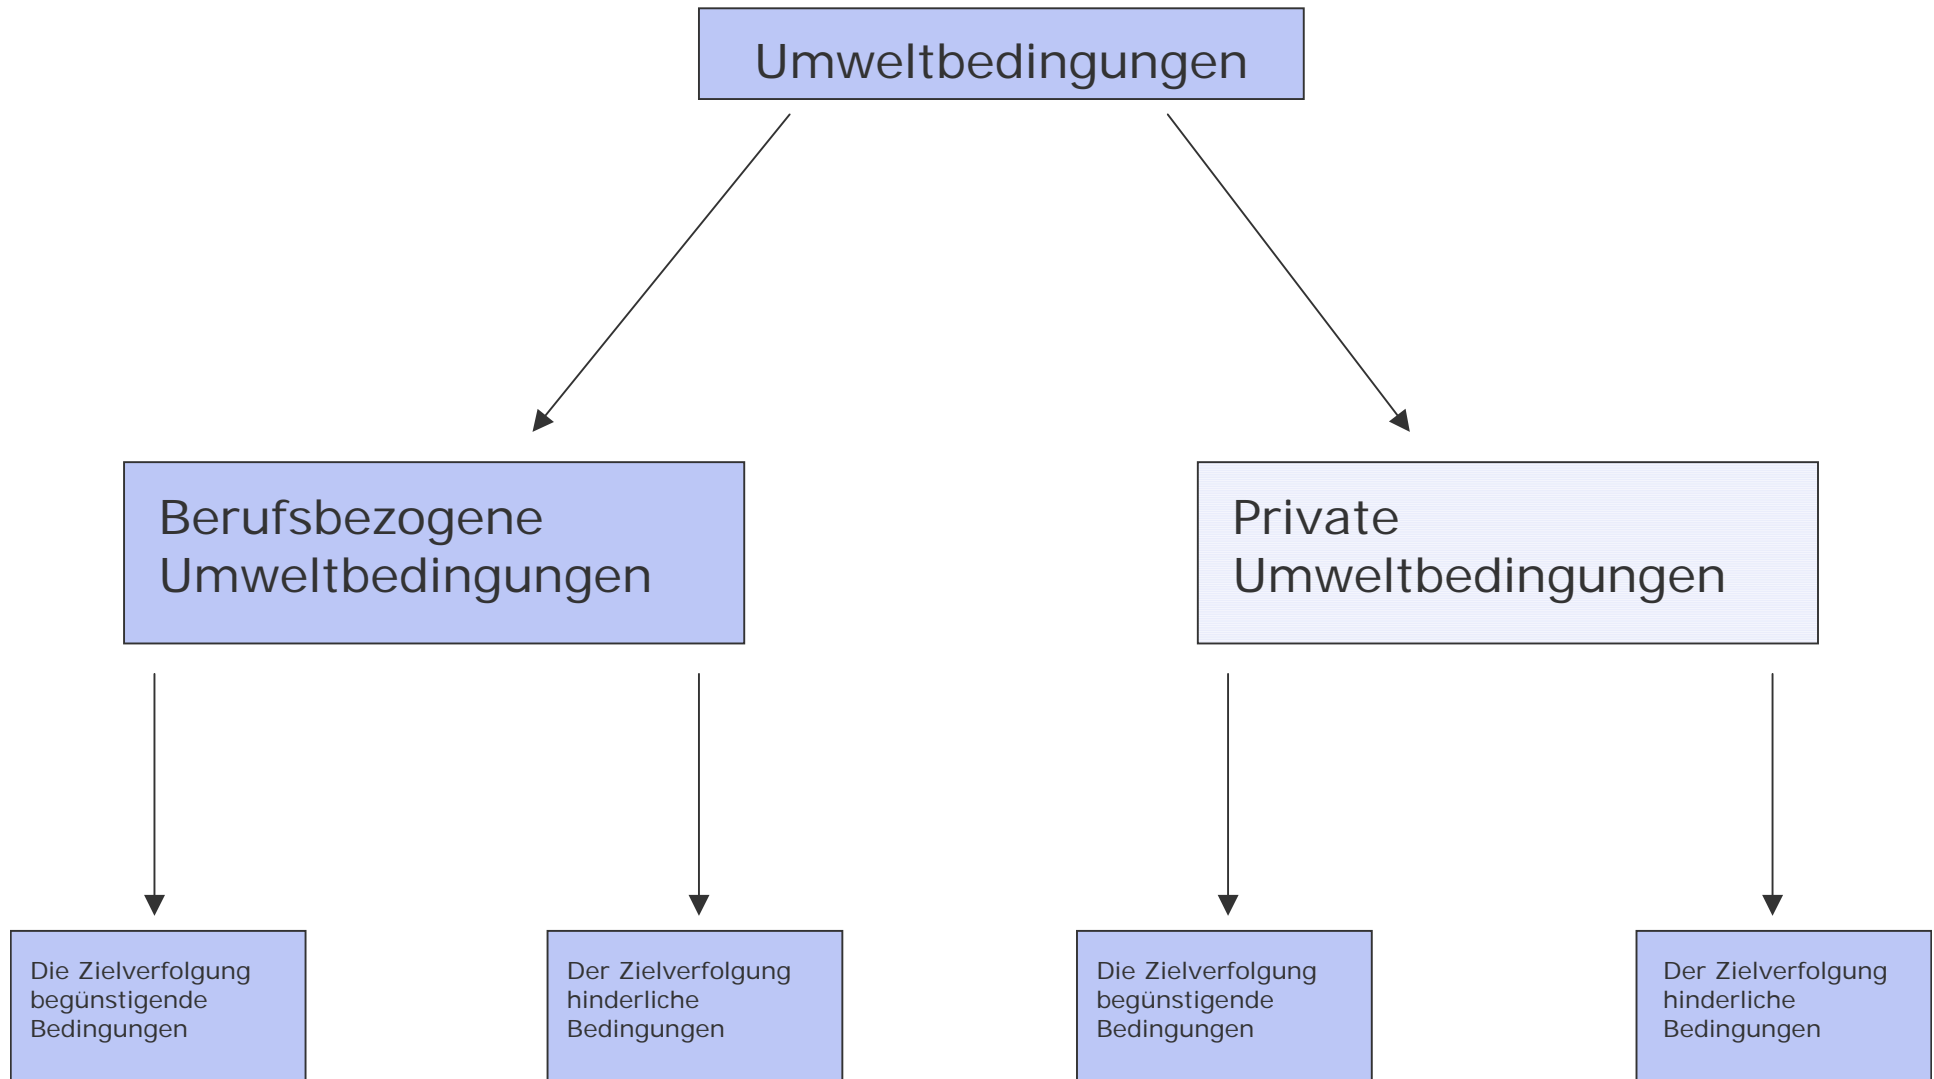 Umweltbedingungen
Berufsbezogene
Umweltbedingungen
Private
Umweltbedingungen
Die Zielverfolgung
begünstigende
Bedingungen
Der Zielverfolgung
hinderliche
Bedingungen
Die Zielverfolgung
begünstigende
Bedingungen
Der Zielverfolgung
hinderliche
Bedingungen